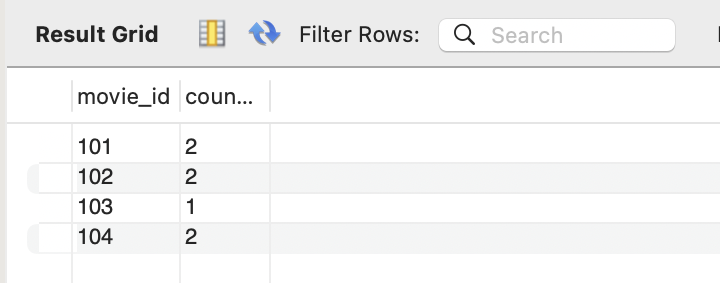 Result Grid Filter Rows: Search
movie_id coun...
101 2
102 2
103 1
104 2